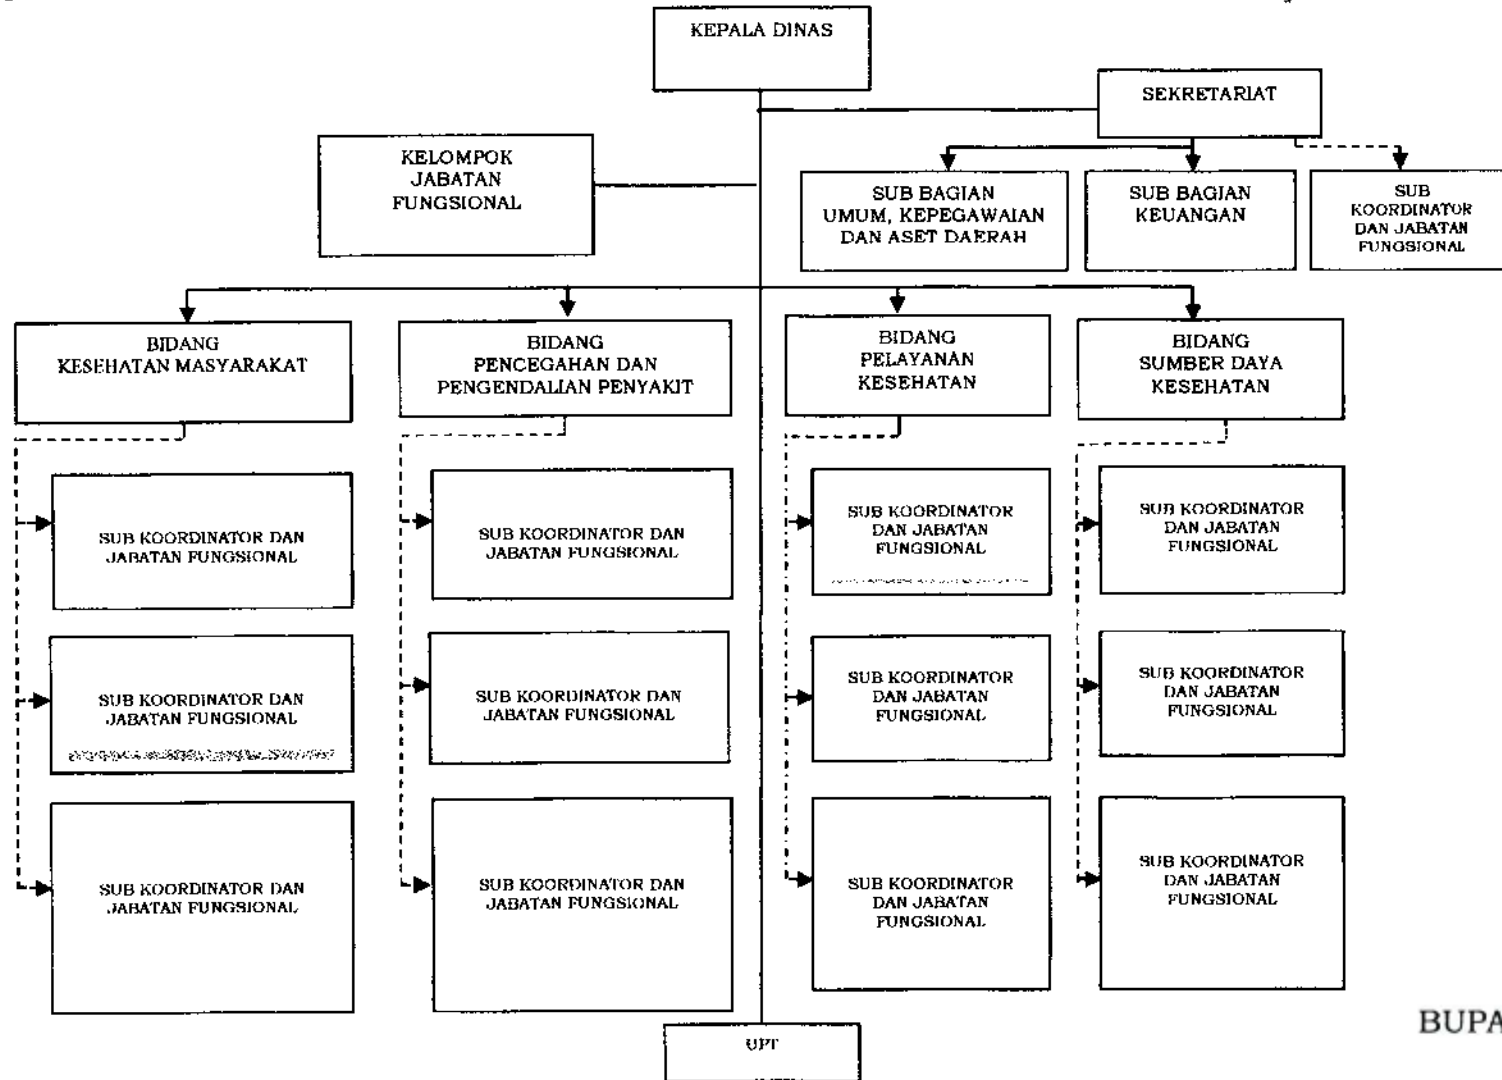 KEPALA DINAS
SEKRETARIAT
KELOMPOK
JABATAN
FUNGSIONAL
SUB BAGIAN
UMUM, KEPEGAWAIAN
DAN ASET DAERAH
SUB BAGIAN
KEUANGAN
SUB
KOORDINATOR
DAN JABATAN
FUNGSIONAL
BIDANG
KESEHATAN MASYARAKAT
BIDANG
PENCEGAHAN DAN
PENGENDALIAN PENYAKIT
BIDANG
PELAYANAN
KESEHATAN
BIDANG
SUMBER DAYA
KESEHATAN
SUB KOORDINATOR DAN
JABATAN FUNGSIONAL
SUB KOORDINATOR DAN
JABATAN FUNGSIONAL
SUB KOORDINATOR
DAN JABATAN
FUNGSIONAL
SUB KOORDINATOR
DAN JABATAN
FUNGSIONAL
SUB KOORDINATOR DAN
JABATAN FUNGSIONAL
SUB KOORDINATOR DAN
JABATAN FUNGSIONAL
SUB KOORDINATOR
DAN JABATAN
FUNGSIONAL
SUB KOORDINATOR
DAN JABATAN
FUNGSIONAL
SUB KOORDINATOR DAN
JABATAN FUNGSIONAL
SUB KOORDINATOR DAN
JABATAN FUNGSIONAL
SUB KOORDINATOR
DAN JABATAN
FUNGSIONAL
SUB KOORDINATOR
DAN JABATAN
FUNGSIONAL
BUPA
UPT